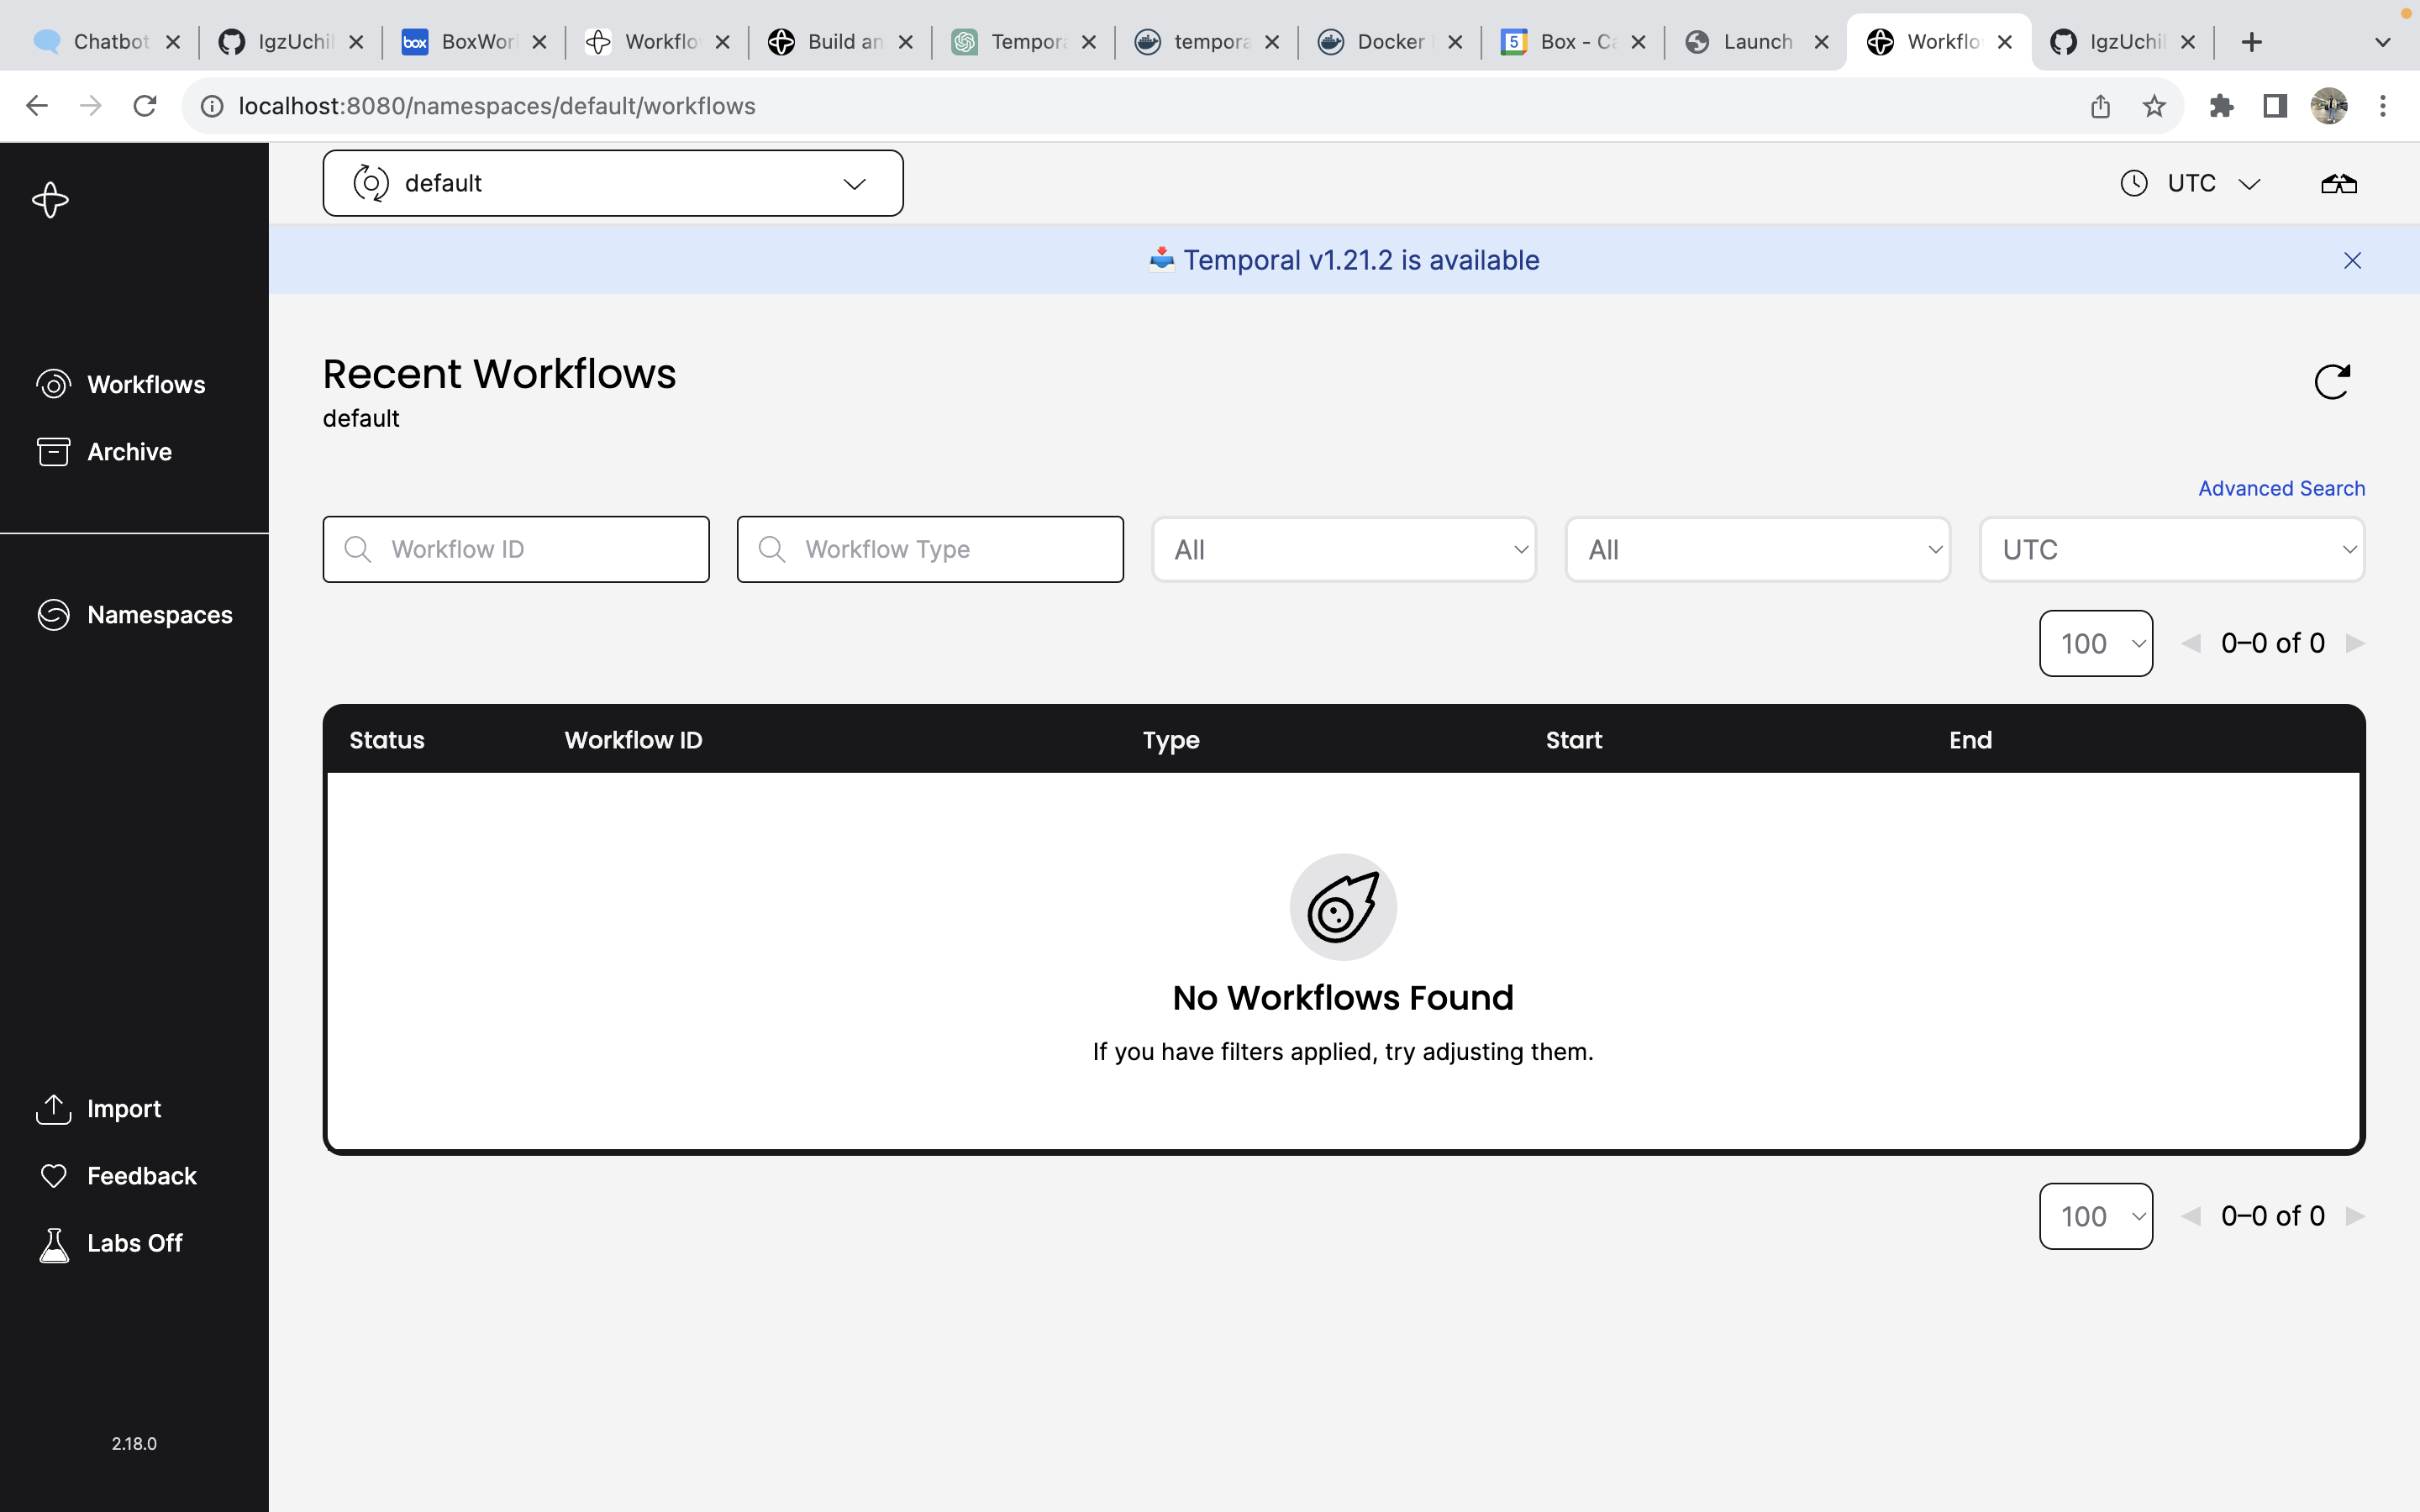 Chatbot
IgzUchi
BoxWor
Workflo
Build an
Tempora
tempora
Docker
5 Box - Ca
Launch
Workflo
IgzUchi
box
localhost:8080/namespaces/default/workflows
default
UTC
Temporal v1.21.2 is available
Workflows
Archive
Namespaces
Import
Feedback
Labs Off
2.18.0
Recent Workflows
default
Advanced Search
Workflow ID
Workflow Type
All
All
UTC
100
0–0 of 0
Status
Workflow ID
Type
Start
End
No Workflows Found
If you have filters applied, try adjusting them.
100
0–0 of 0